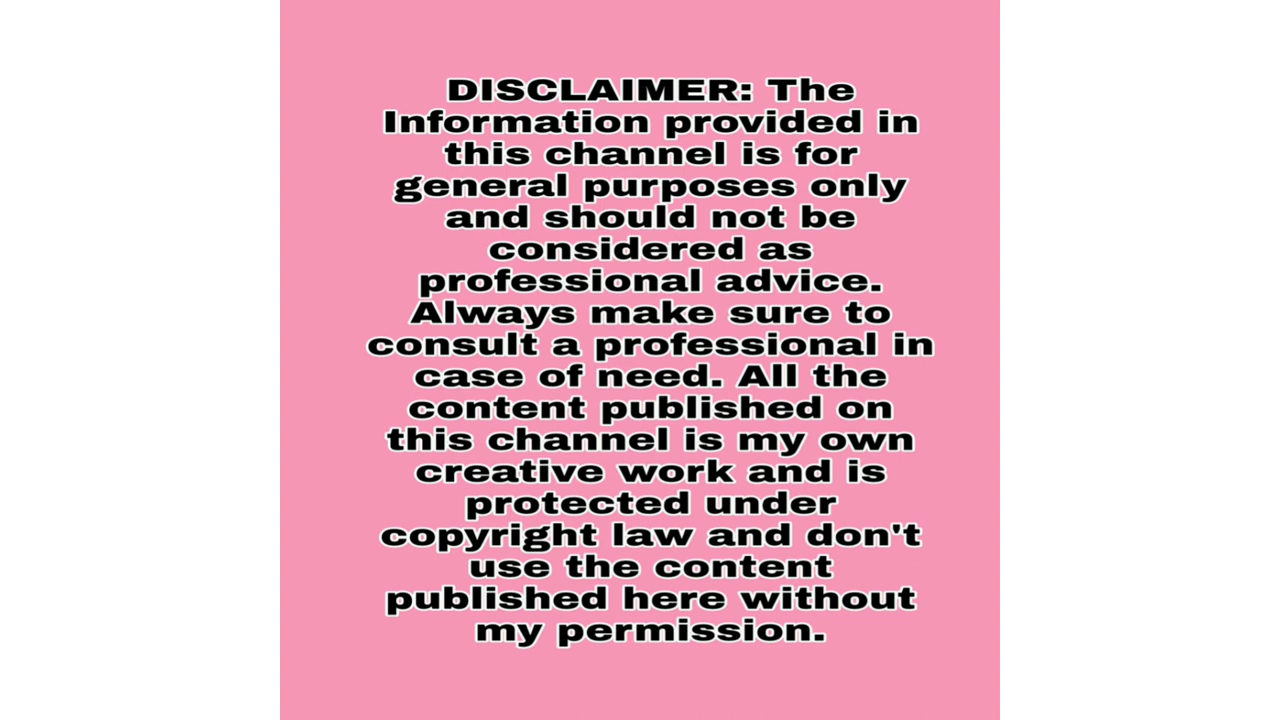 DISCLAIMER: The
Information provided in
this channel is for
general purposes only
and should not be
considered as
professional advice.
Always make sure to
consult a professional in
case of need. All the
content published on
this channel is my own
creative work and is
protected under
copyright law and don't
use the content
published here without
my permission.